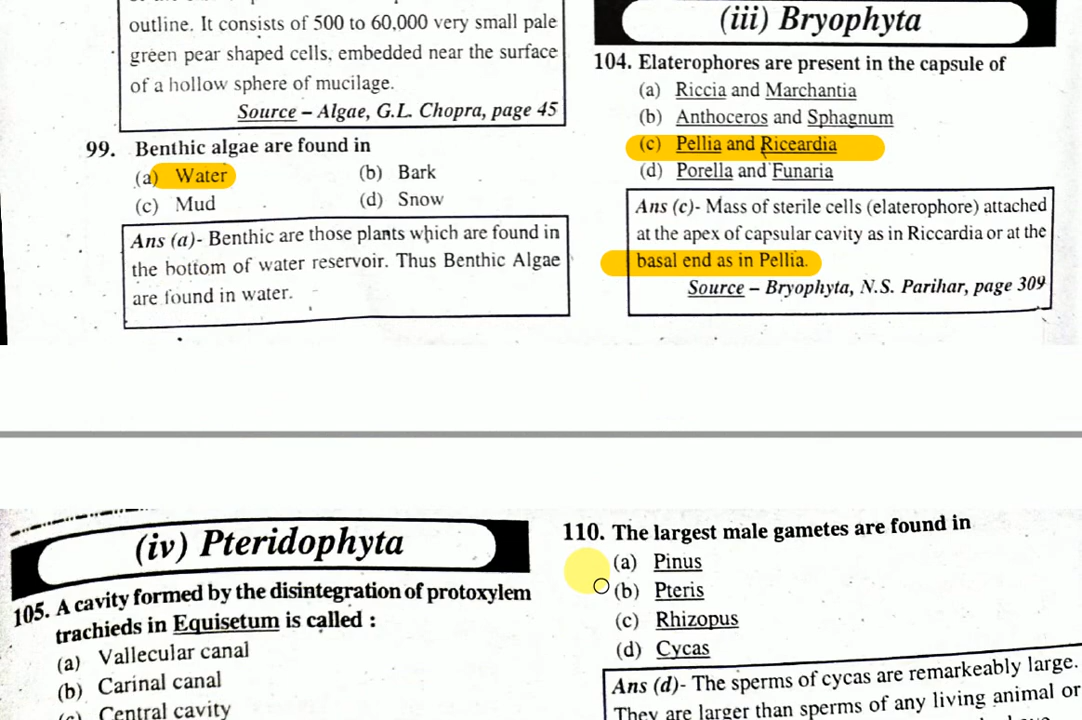 outline. It consists of 500 to 60,000 very small pale
green pear shaped cells, embedded near the surface
of a hollow sphere of mucilage.
Source – Algae, G.L. Chopra, page 45
99. Benthic algae are found in
(a) Water (b) Bark
(c) Mud (d) Snow
Ans (a)- Benthic are those plants which are found in
the bottom of water reservoir. Thus Benthic Algae
are found in water.
(iii) Bryophyta
104. Elaterophores are present in the capsule of
(a) Riccia and Marchantia
(b) Anthoceros and Sphagnum
(c) Pellia and Riceardia
(d) Porella and Funaria
Ans (c)- Mass of sterile cells (elaterophore) attached
at the apex of capsular cavity as in Riccardia or at the
basal end as in Pellia.
Source – Bryophyta, N.S. Parihar, page 309
(iv) Pteridophyta
105. A cavity formed by the disintegration of protoxylem
trachieds in Equisetum is called :
(a) Vallecular canal
(b) Carinal canal
(c) Central cavity
110. The largest male gametes are found in
(a) Pinus
(b) Pteris
(c) Rhizopus
(d) Cycas
Ans (d)- The sperms of cycas are remarkeably large.
They are larger than sperms of any living animal or